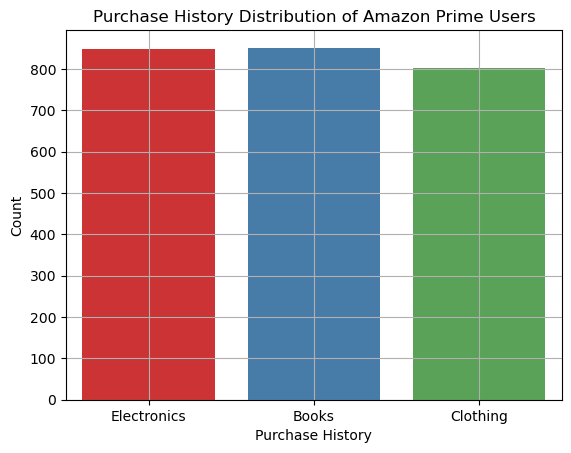 Purchase History Distribution of Amazon Prime Users
Count
800
700
600
500
400
300
200
100
0
Electronics
Books
Clothing
Purchase History